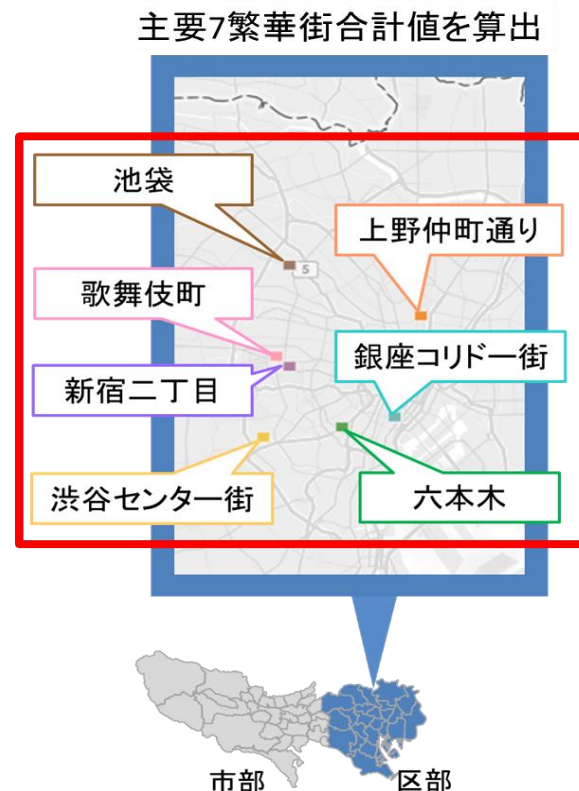 主要7繁華街合計値を算出
池袋
上野仲町通り
5
歌舞伎町
銀座コリドー街
新宿二丁目
渋谷センター街
六本木
市部
区部